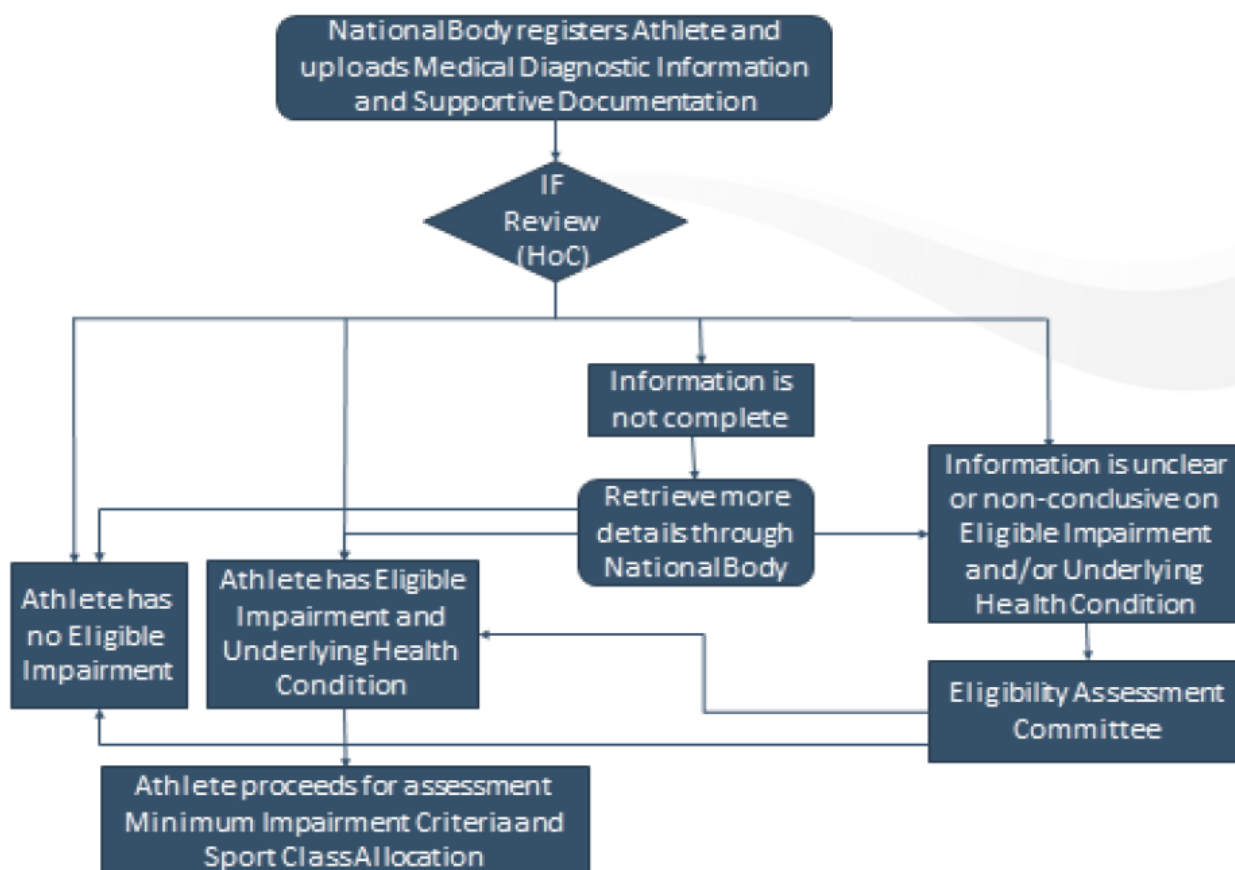 National Body registers Athlete and
uploads Medical Diagnostic Information
and Supportive Documentation
IF
Review
(HoC)
Information is
not complete
Information is unclear
or non-conclusive on
Eligible Impairment
and/or Underlying
Health Condition
Retrieve more
details through
National Body
Athlete has
no Eligible
Impairment
Athlete has Eligible
Impairment and
Underlying Health
Condition
Eligibility Assessment
Committee
Athlete proceeds for assessment
Minimum Impairment Criteria and
Sport Class Allocation